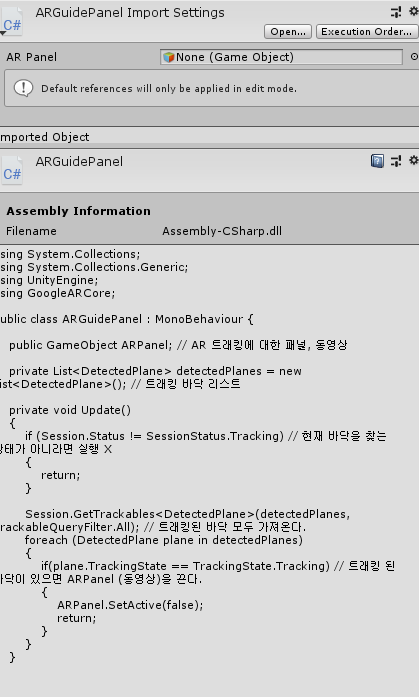 ARGuidePanel Import Settings
C#
Open... Execution Order...
AR Panel None (Game Object)
Default references will only be applied in edit mode.
mported Object
ARGuidePanel
C#
Assembly Information
Filename Assembly-CSharp.dll
sing System.Collections;
sing System.Collections.Generic;
sing UnityEngine;
sing GoogleARCore;
ublic class ARGuidePanel : MonoBehaviour {
public GameObject ARPanel; // AR 트래킹에 대한 패널, 동영상
private List<DetectedPlane> detectedPlanes = new
ist<DetectedPlane>(); // 트래킹 바닥 리스트
private void Update()
{
if (Session.Status != SessionStatus.Tracking) // 현재 바닥을 찾는
상태가 아니라면 실행 X
{
return;
}
Session.GetTrackables<DetectedPlane>(detectedPlanes,
rackableQueryFilter.All); // 트래킹된 바닥 모두 가져온다.
foreach (DetectedPlane plane in detectedPlanes)
{
if(plane.TrackingState == TrackingState.Tracking) // 트래킹 된
바닥이 있으면 ARPanel (동영상)을 끈다.
{
ARPanel.SetActive(false);
return;
}
}
}